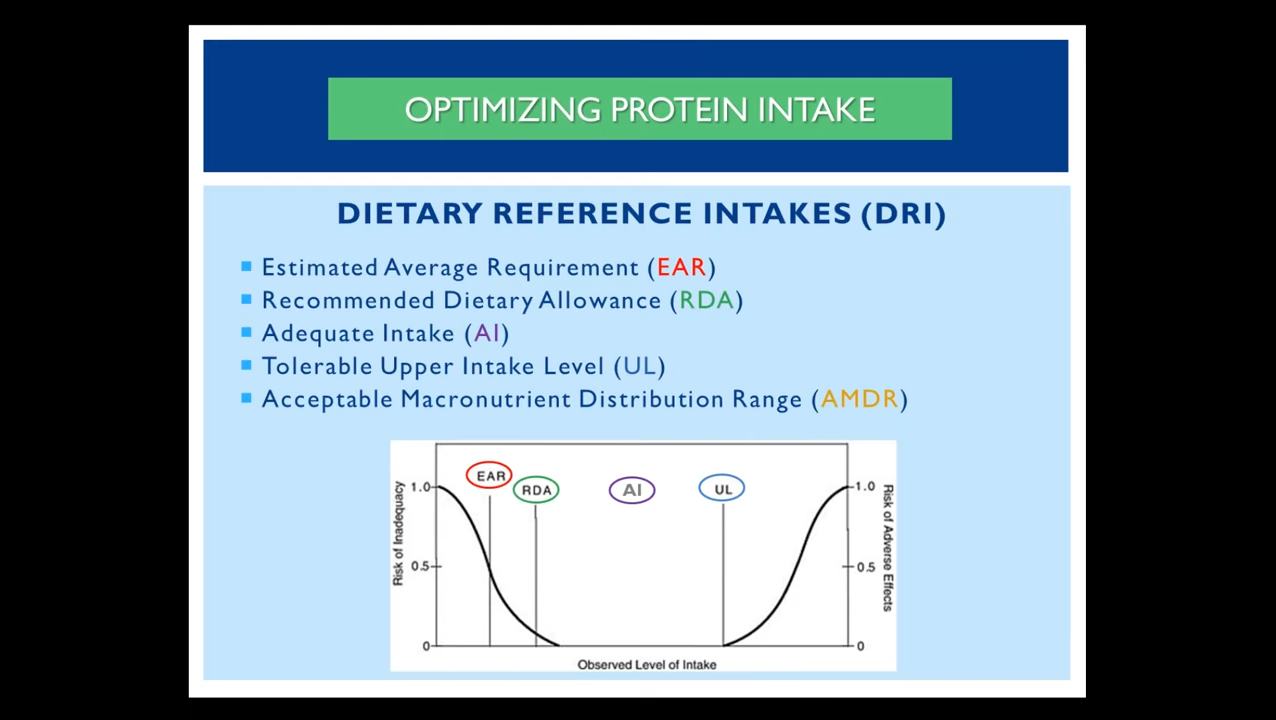 OPTIMIZING PROTEIN INTAKE
DIETARY REFERENCE INTAKES (DRI)
Estimated Average Requirement (EAR)
Recommended Dietary Allowance (RDA)
Adequate Intake (AI)
Tolerable Upper Intake Level (UL)
Acceptable Macronutrient Distribution Range (AMDR)
EAR
RDA
AI
UL
Risk of Inadequacy
1.0
0.5
0
1.0
0.5
0
Risk of Adverse Effects
Observed Level of Intake